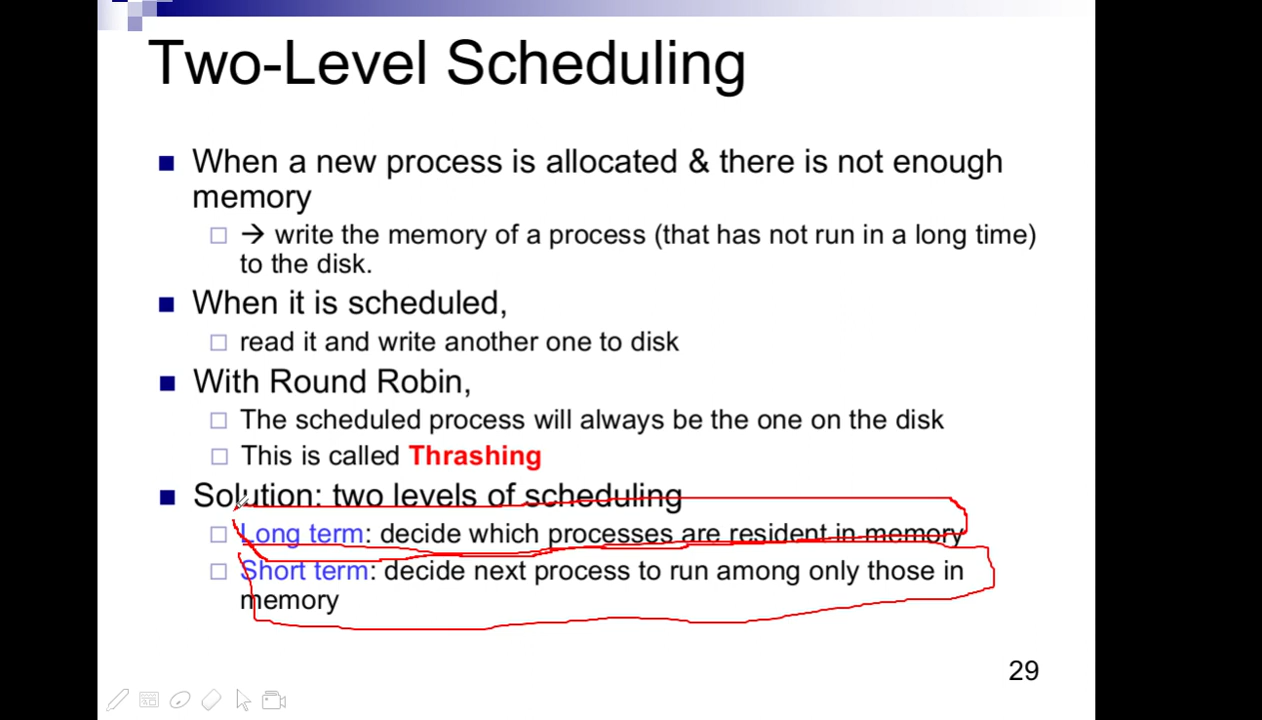 Two-Level Scheduling
When a new process is allocated & there is not enough
memory
→ write the memory of a process (that has not run in a long time)
to the disk.
When it is scheduled,
read it and write another one to disk
With Round Robin,
The scheduled process will always be the one on the disk
This is called Thrashing
Solution: two levels of scheduling
Long term: decide which processes are resident in memory
Short term: decide next process to run among only those in
memory
29